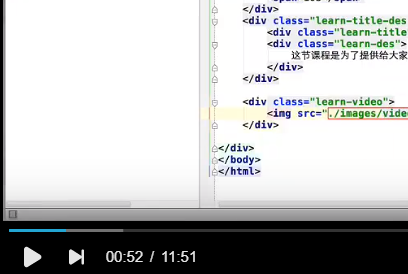 </div>
<div class="learn-title-des
<div class="learn-title
<div class="learn-des">
这节课程是为了提供给大家
</div>
</div>
<div class="learn-video">
<img src="./images/vide
</div>
</div>
</body>
</html>
00:52 / 11:51